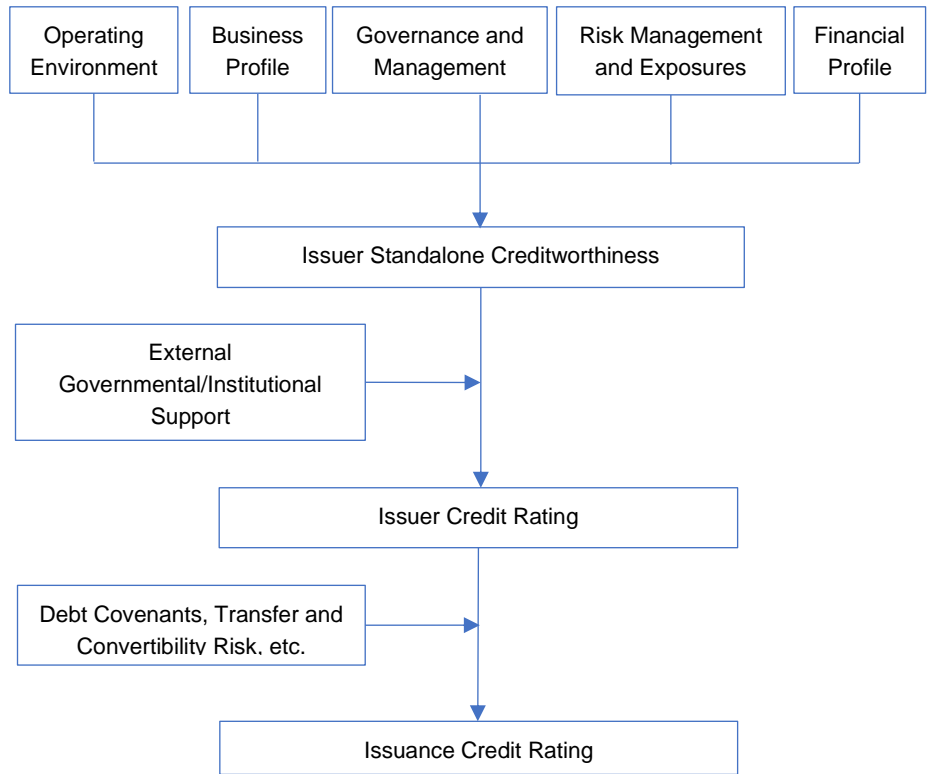 Operating
Environment
Business
Profile
Governance and
Management
Risk Management
and Exposures
Financial
Profile
Issuer Standalone Creditworthiness
External
Governmental/Institutional
Support
Issuer Credit Rating
Debt Covenants, Transfer and
Convertibility Risk, etc.
Issuance Credit Rating